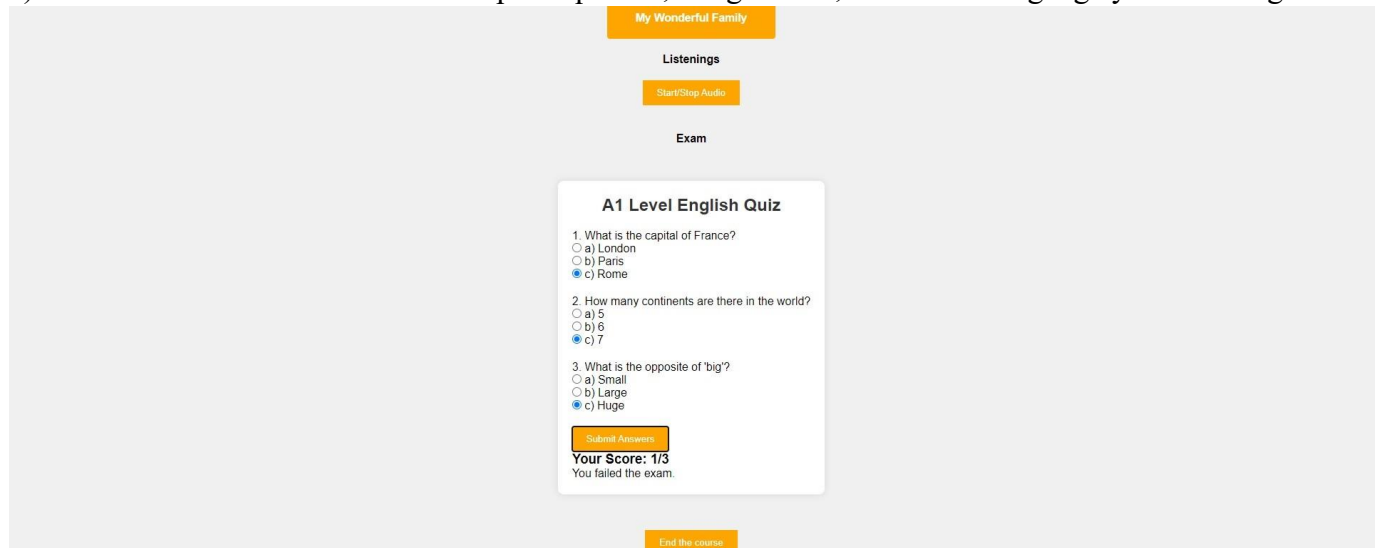 My Wonderful Family
Listenings
Start/Stop Audio
Exam
A1 Level English Quiz
1. What is the capital of France?
a) London
b) Paris
c) Rome
2. How many continents are there in the world?
a) 5
b) 6
c) 7
3. What is the opposite of 'big'?
a) Small
b) Large
c) Huge
Submit Answers
Your Score: 1/3
You failed the exam.
End the course